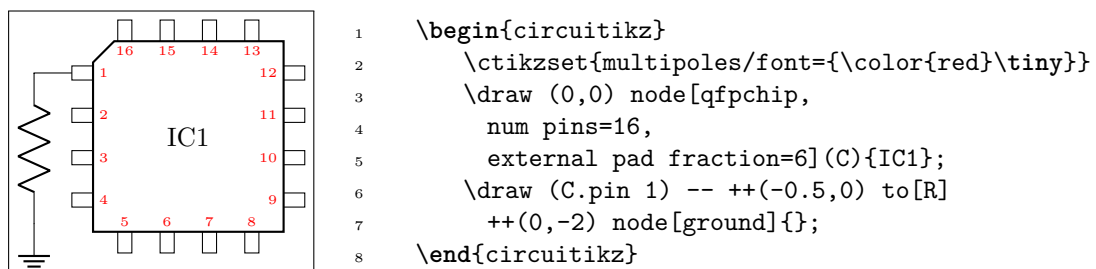 16 15 14 13
1 12
2 11
IC1
3 10
4 9
5 6 7 8
1 \begin{circuitikz}
2 \ctikzset{multipoles/font={\color{red}\tiny}}
3 \draw (0,0) node[qfpchip,
4 num pins=16,
5 external pad fraction=6](C){IC1};
6 \draw (C.pin 1) -- ++(-0.5,0) to[R]
7 ++(0,-2) node[ground]{};
8 \end{circuitikz}